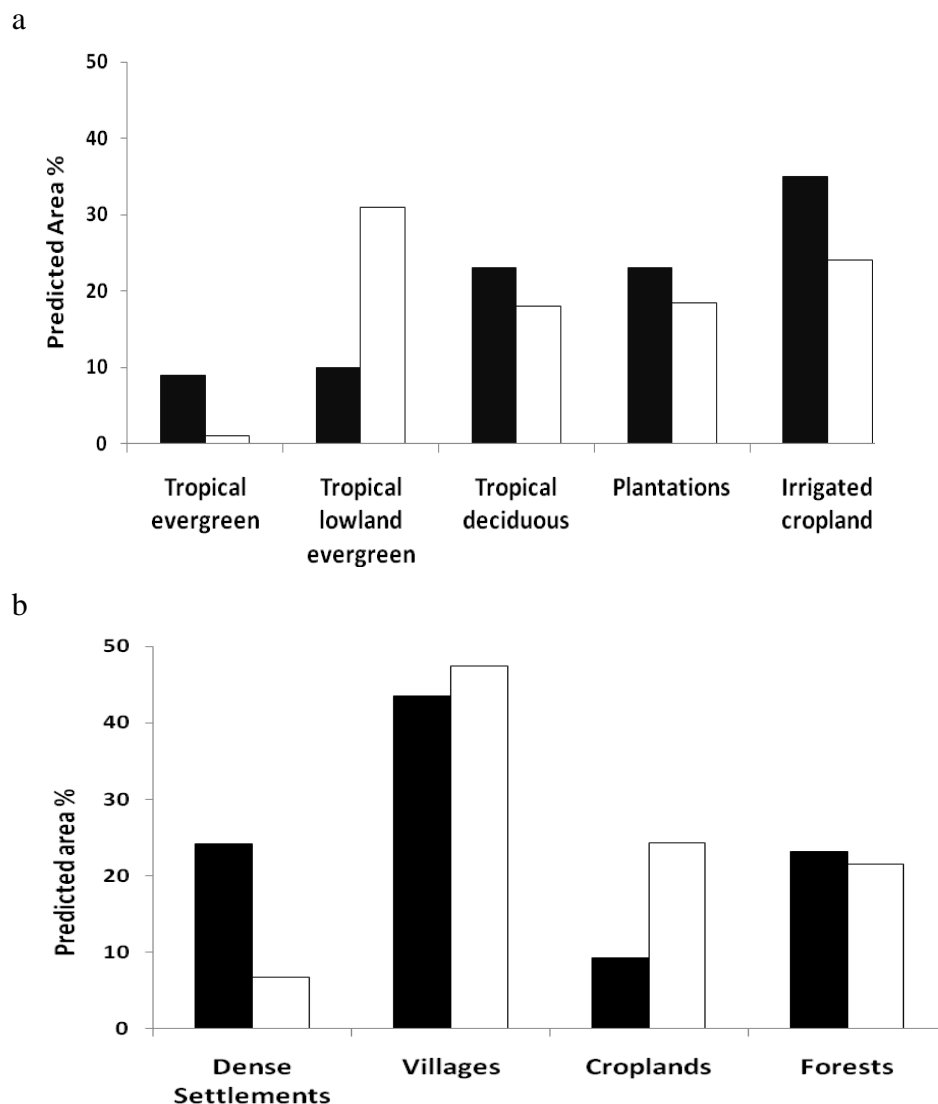 a
50
40
30
20
10
0
Predicted Area %
Tropical evergreen
Tropical lowland evergreen
Tropical deciduous
Plantations
Irrigated cropland
b
50
40
30
20
10
0
Predicted area %
Dense Settlements
Villages
Croplands
Forests